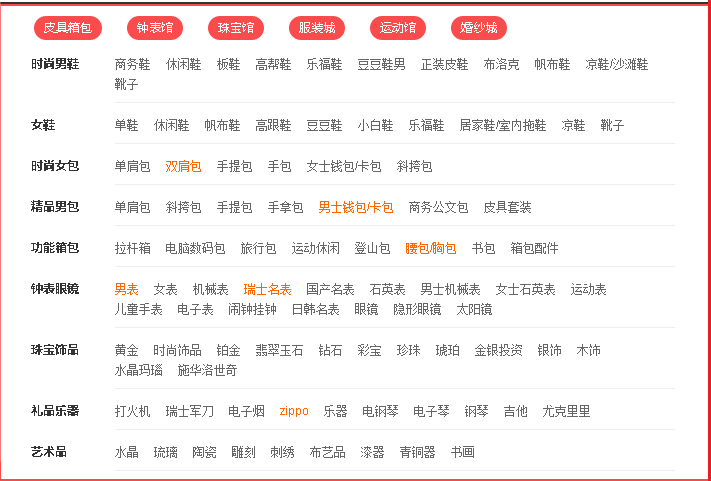 皮具箱包 钟表馆 珠宝馆 服装城 运动馆 婚纱城
时尚男鞋 商务鞋 休闲鞋 板鞋 高帮鞋 乐福鞋 豆豆鞋男 正装皮鞋 布洛克 帆布鞋 凉鞋/沙滩鞋
靴子
女鞋 单鞋 休闲鞋 帆布鞋 高跟鞋 豆豆鞋 小白鞋 乐福鞋 居家鞋/室内拖鞋 凉鞋 靴子
时尚女包 单肩包 双肩包 手提包 手包 女士钱包/卡包 斜挎包
精品男包 单肩包 斜挎包 手提包 手拿包 男士钱包/卡包 商务公文包 皮具套装
功能箱包 拉杆箱 电脑数码包 旅行包 运动休闲 登山包 腰包/胸包 书包 箱包配件
钟表眼镜 男表 女表 机械表 瑞士名表 国产名表 石英表 男士机械表 女士石英表 运动表
儿童手表 电子表 闹钟挂钟 日韩名表 眼镜 隐形眼镜 太阳镜
珠宝饰品 黄金 时尚饰品 铂金 翡翠玉石 钻石 彩宝 珍珠 琥珀 金银投资 银饰 木饰
水晶玛瑙 施华洛世奇
礼品乐器 打火机 瑞士军刀 电子烟 zippo 乐器 电钢琴 电子琴 钢琴 吉他 尤克里里
艺术品 水晶 琉璃 陶瓷 雕刻 刺绣 布艺品 漆器 青铜器 书画